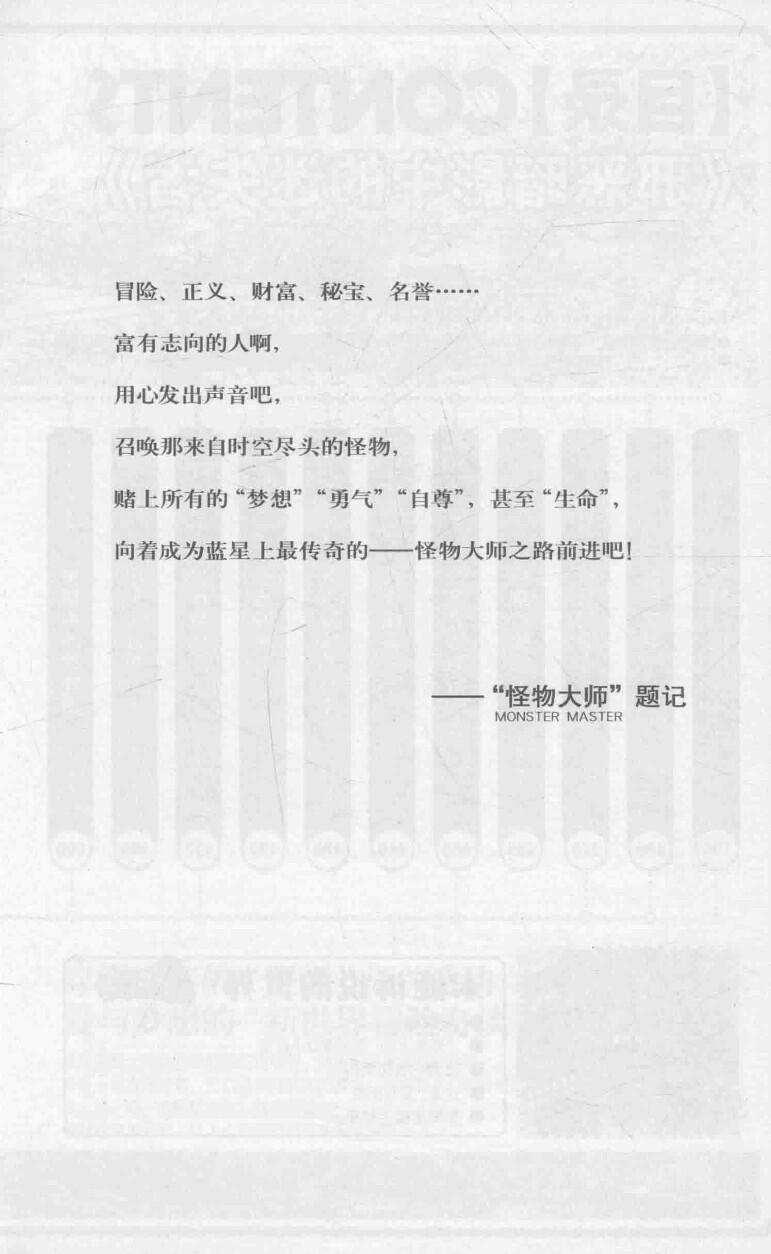 冒险、正义、财富、秘宝、名誉……
富有志向的人啊，
用心发出声音吧，
召唤那来自时空尽头的怪物，
赌上所有的“梦想”“勇气”“自尊”，甚至“生命”，
向着成为蓝星上最传奇的——怪物大师之路前进吧！
——“怪物大师”题记
MONSTER MASTER